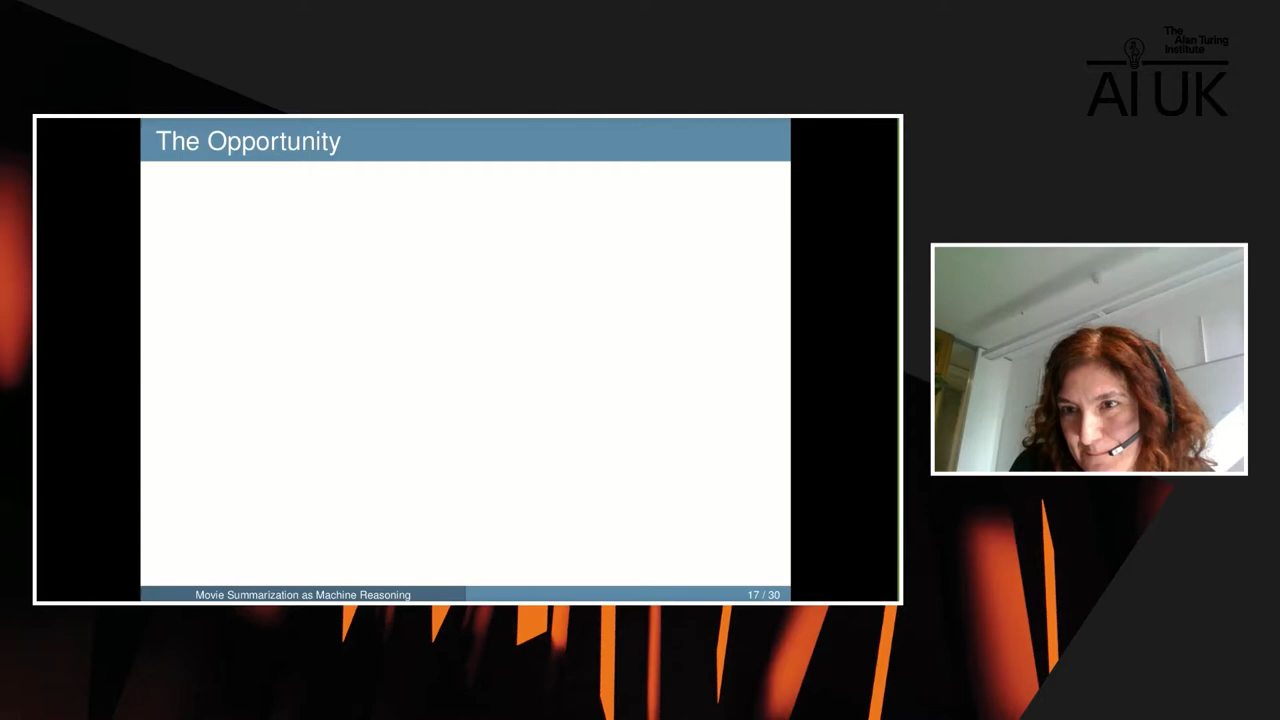 The
Alan Turing
Institute
AI UK
The Opportunity
Movie Summarization as Machine Reasoning
17 / 30